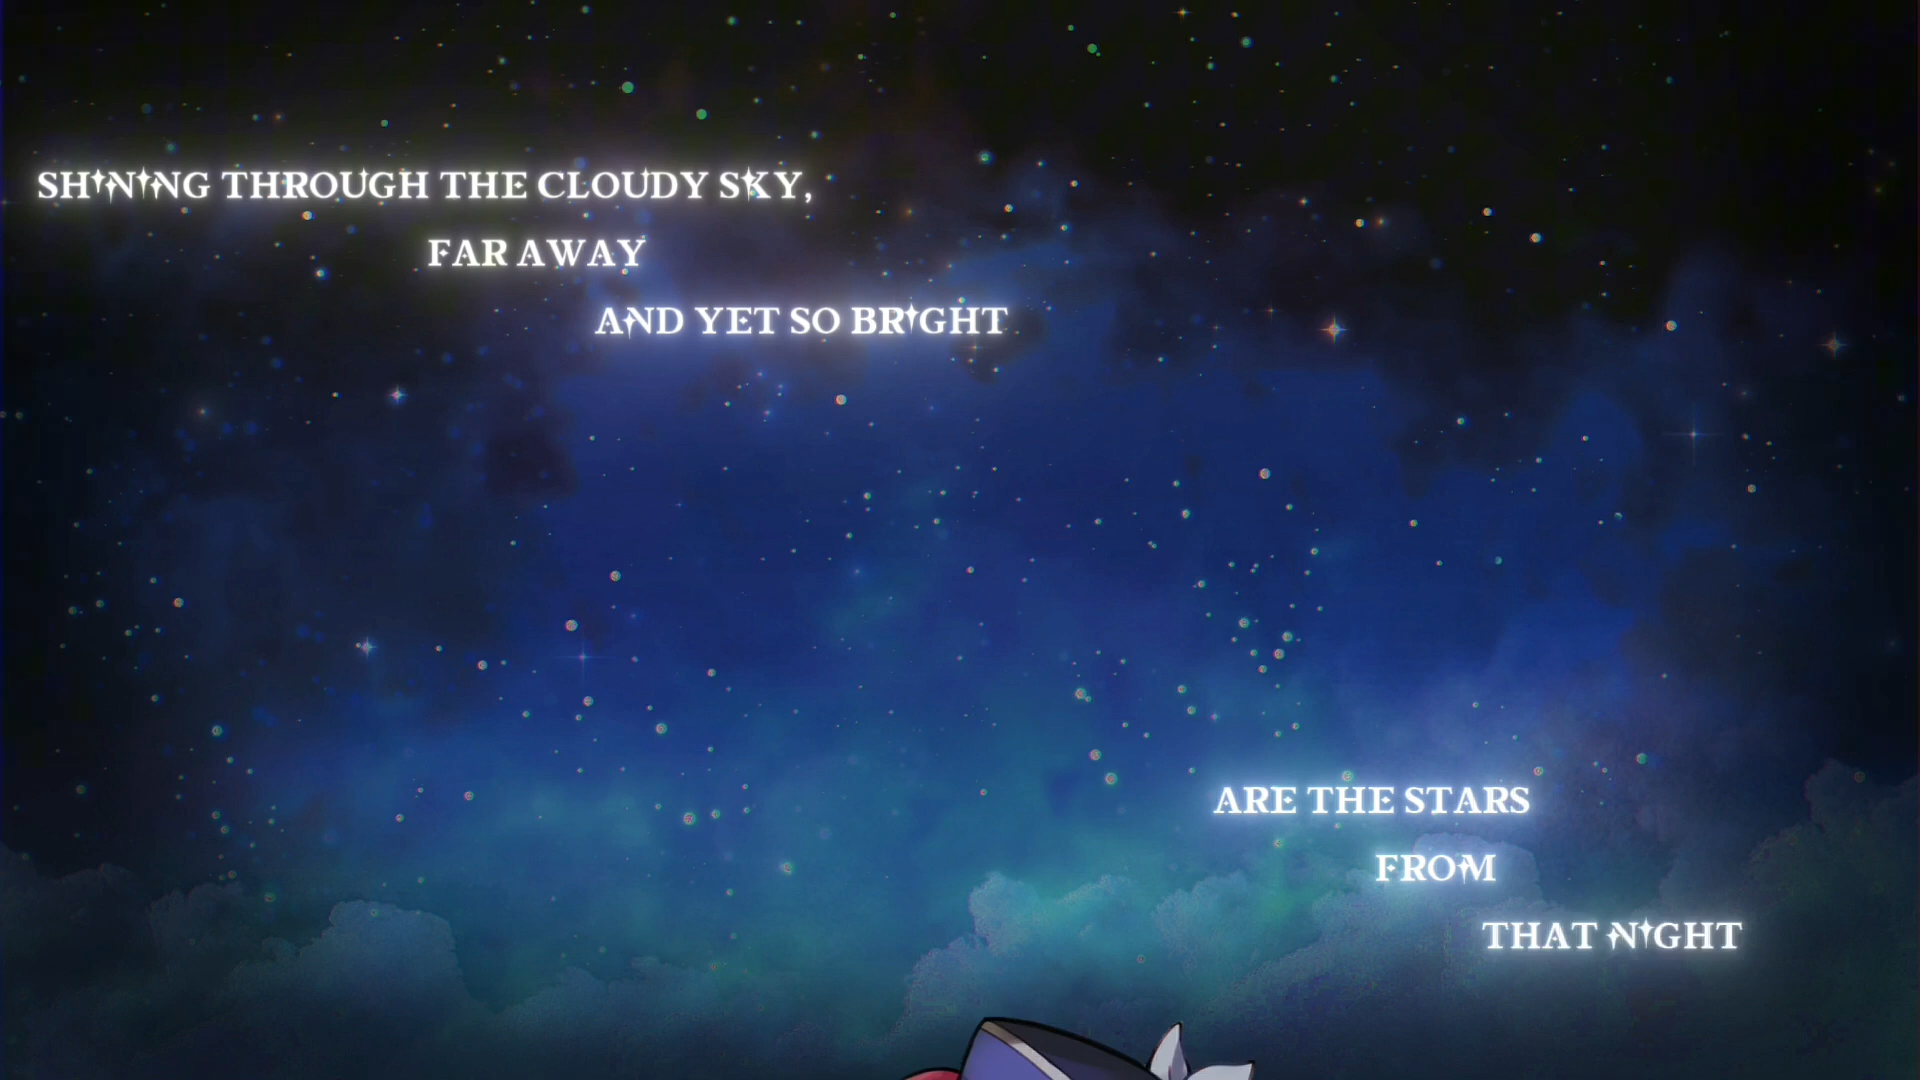 SHINING THROUGH THE CLOUDY SKY,
FAR AWAY
AND YET SO BRIGHT
ARE THE STARS
FROM
THAT NIGHT